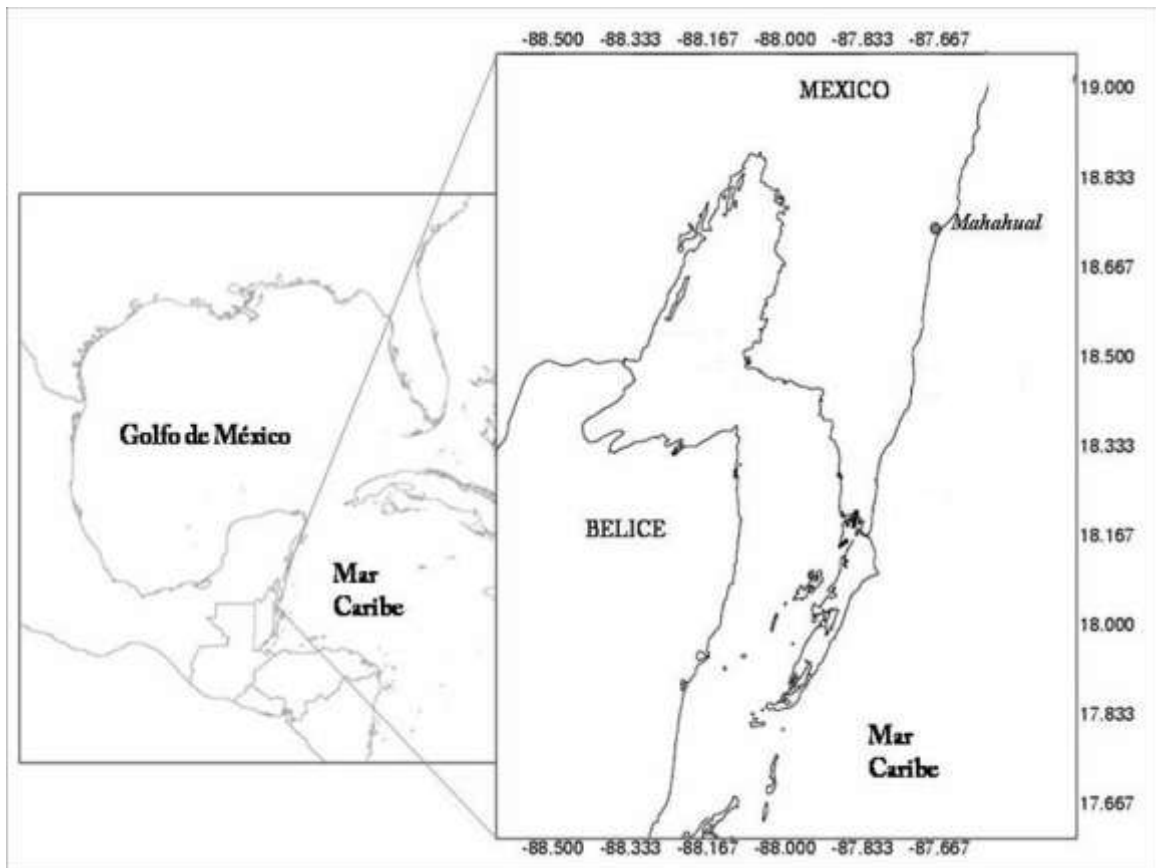 -88.500 -88.333 -88.167 -88.000 -87.833 -87.667
MEXICO
19.000
18.833
Mahahual
18.667
18.500
Golfo de México
18.333
BELICE
18.167
Mar
Caribe
18.000
17.833
Mar
Caribe
17.667
-88.500 -88.333 -88.167 -88.000 -87.833 -87.667